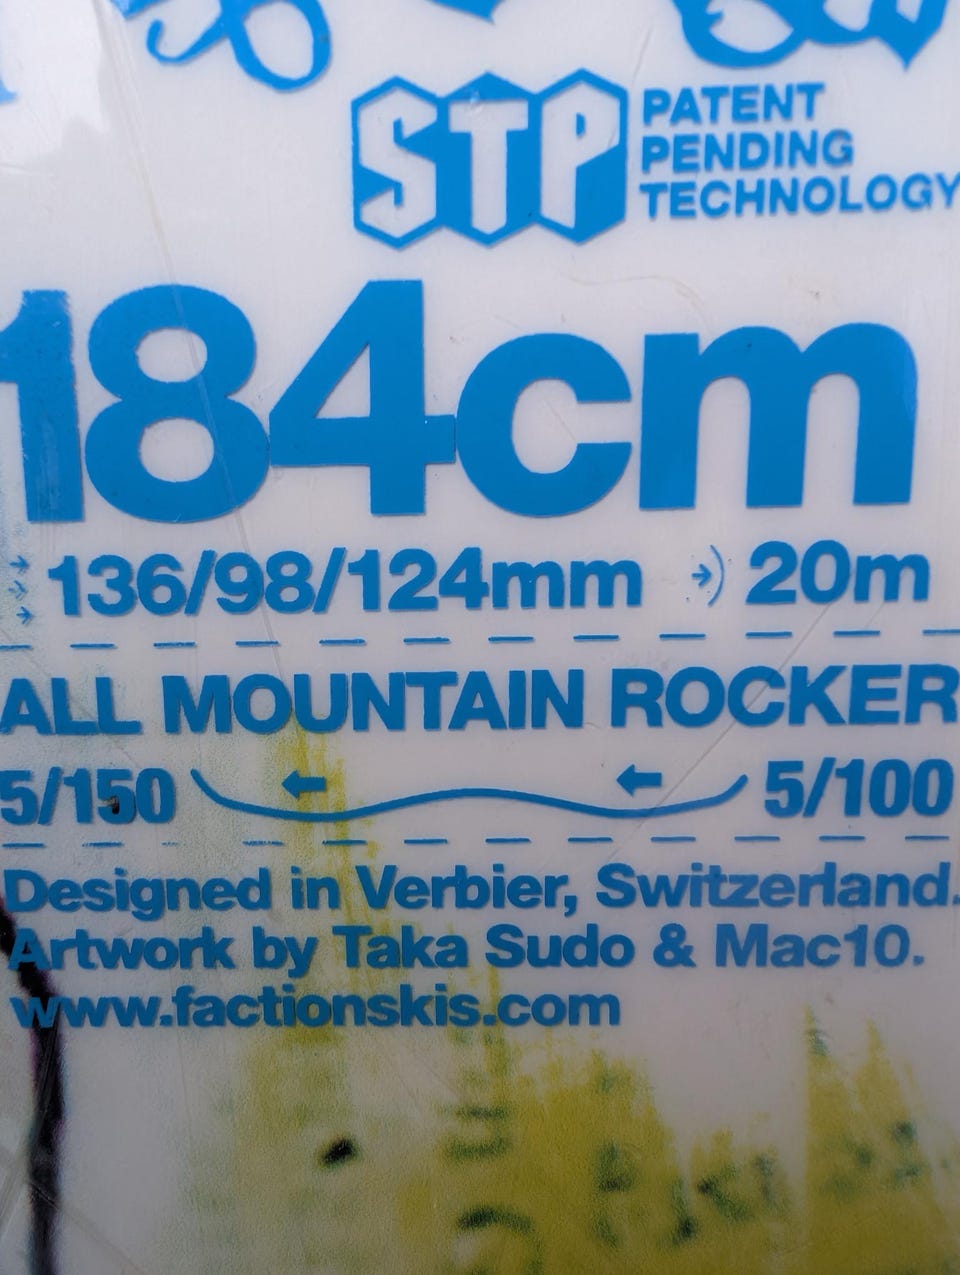 STP
PATENT
PENDING
TECHNOLOGY
184cm
136/98/124mm 20m
ALL MOUNTAIN ROCKER
5/150 5/100
Designed in Verbier, Switzerland.
Artwork by Taka Sudo & Mac10.
www.factionskis.com